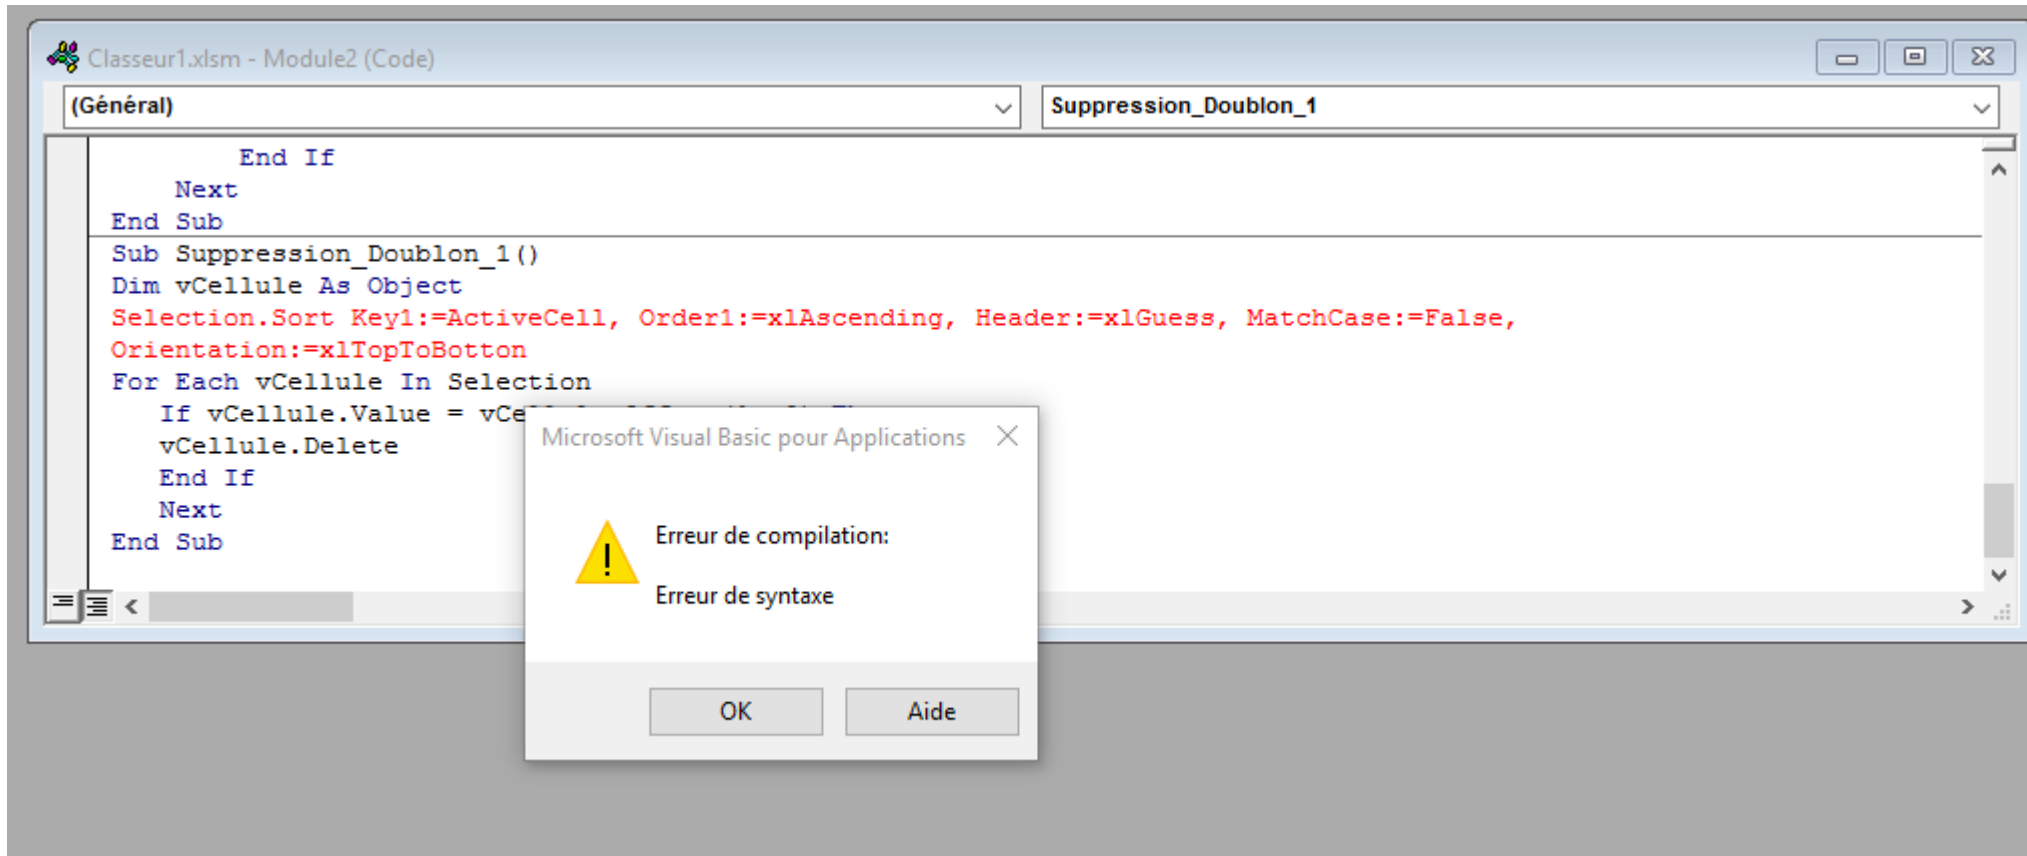 Classeur1.xlsm - Module2 (Code)
(Général)
Suppression_Doublon_1
End If
Next
End Sub
Sub Suppression_Doublon_1()
Dim vCellule As Object
Selection.Sort Key1:=ActiveCell, Order1:=xlAscending, Header:=xlGuess, MatchCase:=False,
Orientation:=xlTopToBotton
For Each vCellule In Selection
If vCellule.Value =
vCellule.Delete
End If
Next
End Sub
Microsoft Visual Basic pour Applications
Erreur de compilation:
Erreur de syntaxe
OK
Aide